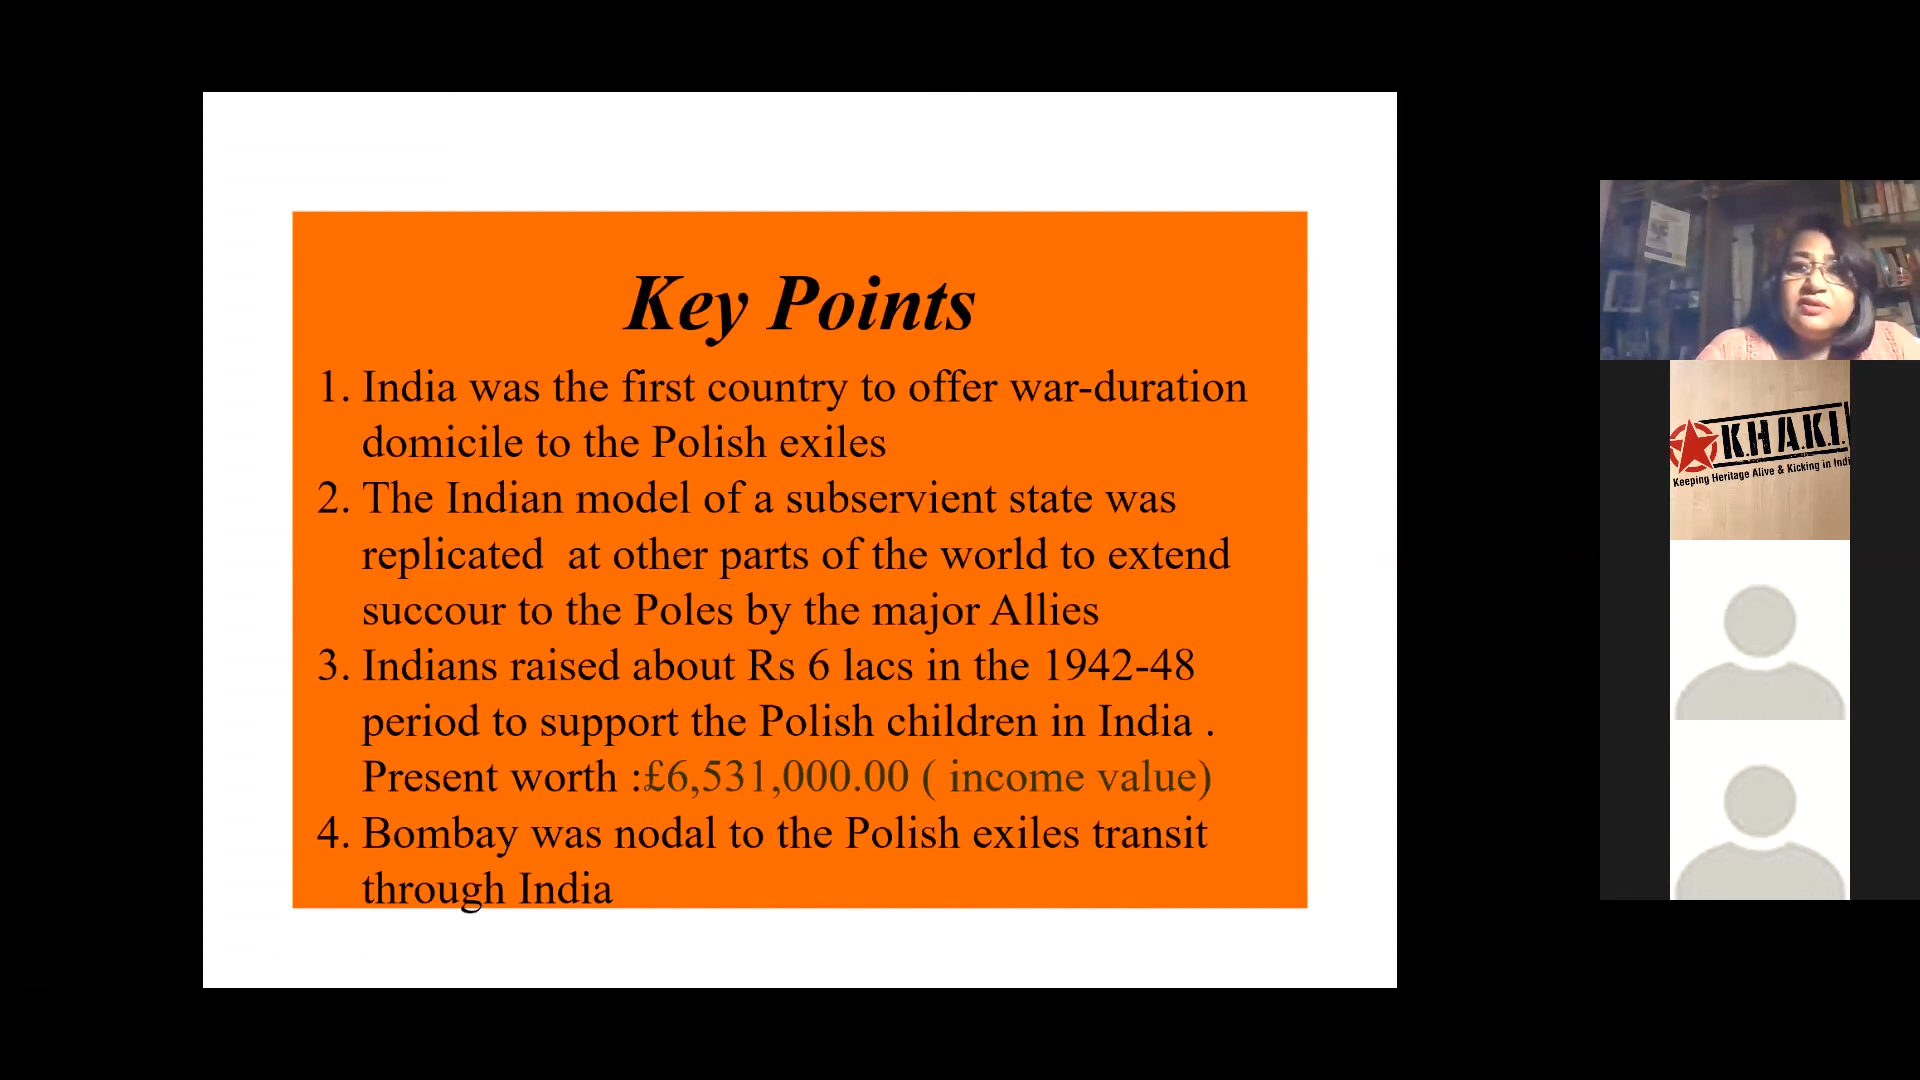 Key Points
1. India was the first country to offer war-duration
domicile to the Polish exiles
2. The Indian model of a subservient state was
replicated  at other parts of the world to extend
succour to the Poles by the major Allies
3. Indians raised about Rs 6 lacs in the 1942-48
period to support the Polish children in India .
Present worth :£6,531,000.00 ( income value)
4. Bombay was nodal to the Polish exiles transit
through India
K.H.A.K.I.
Keeping Heritage Alive & Kicking in Indi